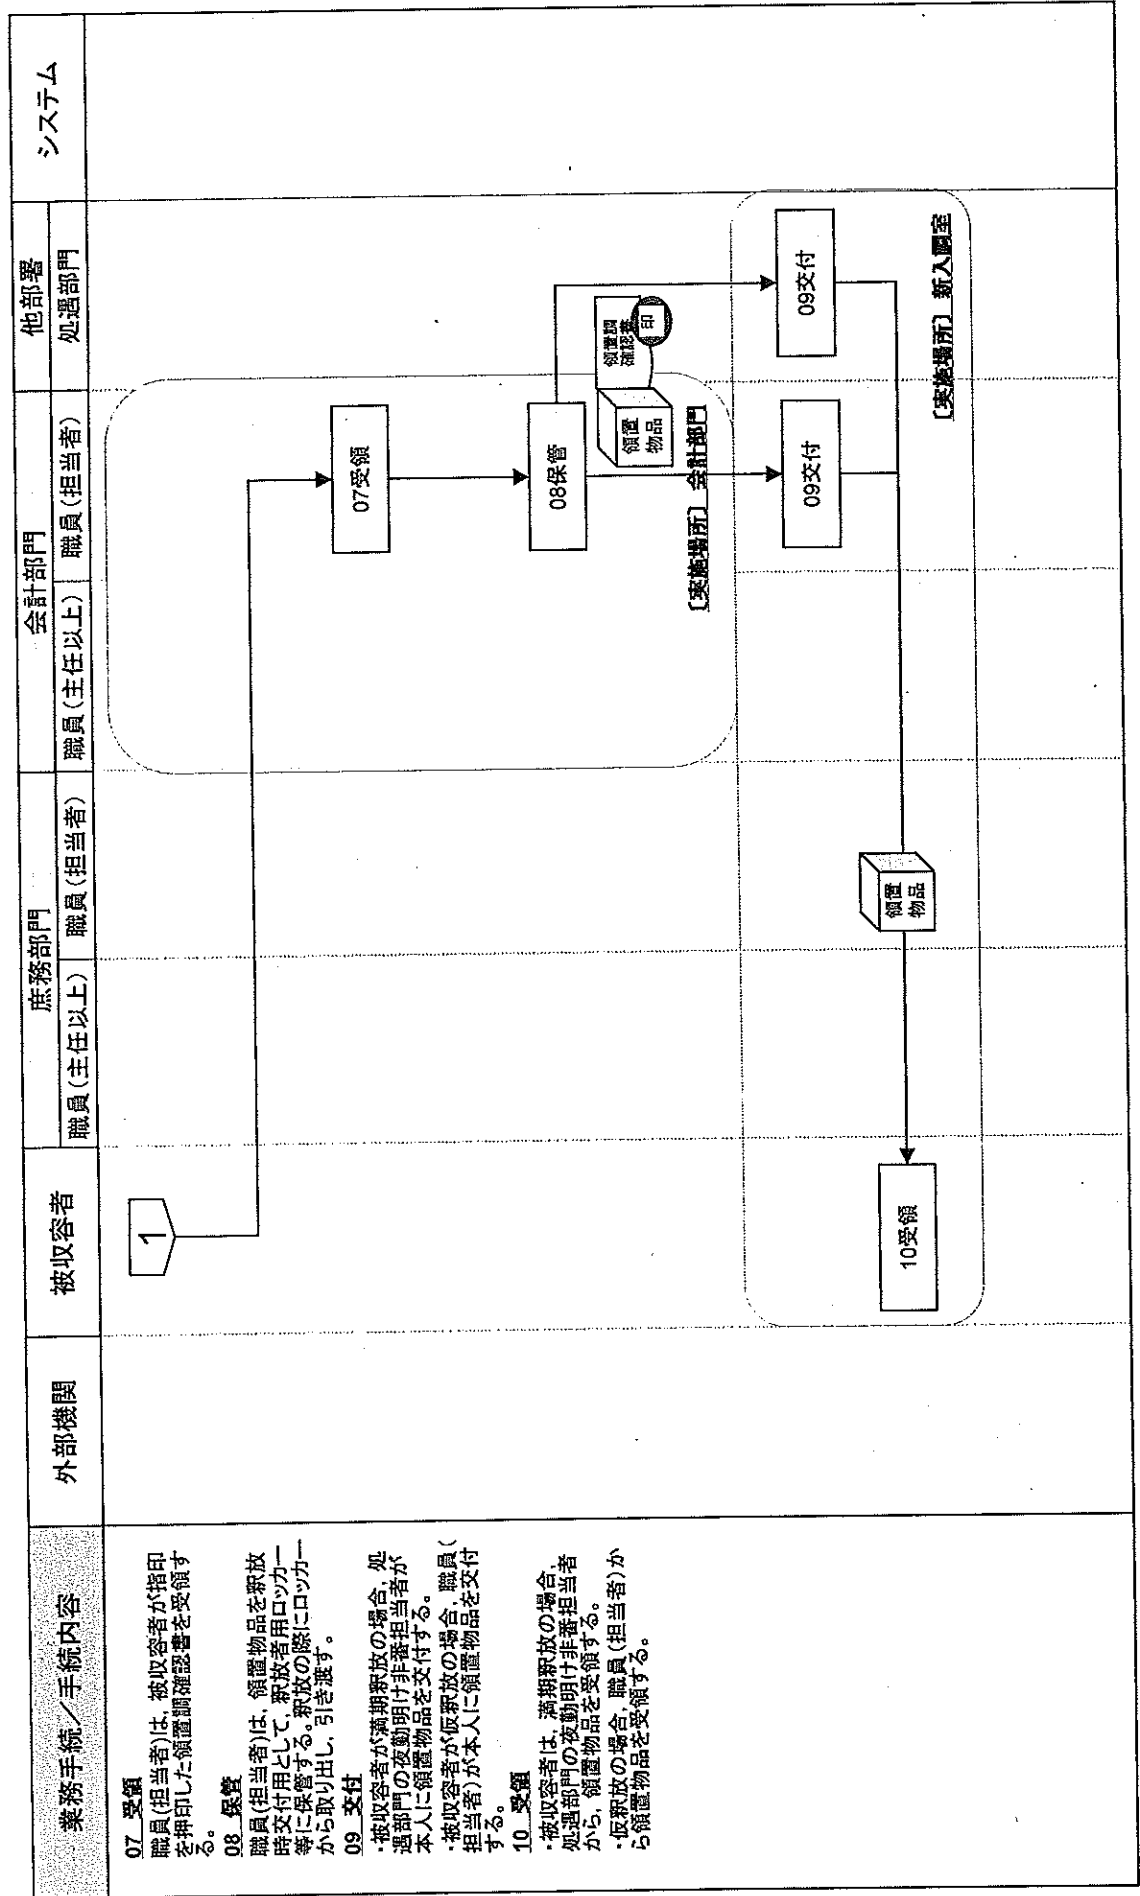 業務手続／手続内容
外部機関
被収容者
庶務部門
職員(主任以上)
職員(担当者)
会計部門
職員(主任以上)
職員(担当者)
他部署
処遇部門
システム
07 受領
職員(担当者)は、被収容者が指印
を押印した領置調確認書を受領す
る。
08 保管
職員(担当者)は、領置物品を釈放
時交付用として、釈放者用ロッカー
等に保管する。釈放の際にロッカー
から取り出し、引き渡す。
09 交付
・被収容者が満期釈放の場合、処
遇部門の夜勤明け非番担当者が
本人に領置物品を交付する。
・被収容者が仮釈放の場合、職員(
担当者)が本人に領置物品を交付
する。
10 受領
・被収容者は、満期釈放の場合、
処遇部門の夜勤明け非番担当者
から、領置物品を受領する。
・仮釈放の場合、職員(担当者)か
ら領置物品を受領する。
1
07受領
08保管
領置
物品
領置調
確認書
印
〔実施場所〕会計部門
09交付
09交付
領置
物品
10受領
〔実施場所〕新入調室